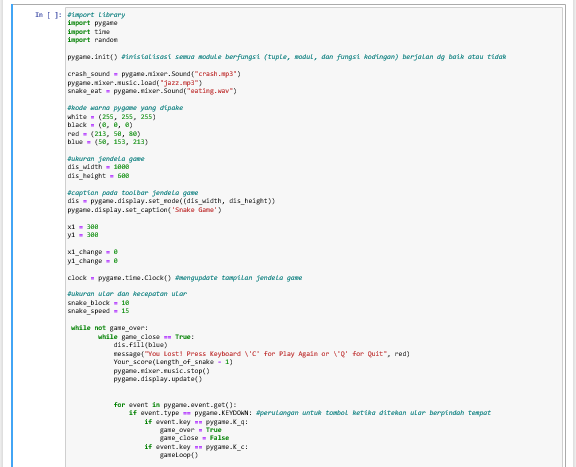 In [ ]: #import library
import pygame
import time
import random
pygame.init() #inisialisasi semua module berfungsi (tuple, modul, dan fungsi kodingan) berjalan dg baik atau tidak
crash_sound = pygame.mixer.Sound("crash.mp3")
pygame.mixer.music.load("jazz.mp3")
snake_eat = pygame.mixer.Sound("eating.wav")
#kode warna pygame yang dipake
white = (255, 255, 255)
black = (0, 0, 0)
red = (213, 50, 80)
blue = (50, 153, 213)
#ukuran jendela game
dis_width = 1000
dis_height = 600
#caption pada toolbar jendela game
dis = pygame.display.set_mode((dis_width, dis_height))
pygame.display.set_caption('Snake Game')
x1 = 300
y1 = 300
x1_change = 0
y1_change = 0
clock = pygame.time.Clock() #mengupdate tampilan jendela game
#ukuran ular dan kecepatan ular
snake_block = 10
snake_speed = 15
while not game_over:
while game_close == True:
dis.fill(blue)
message("You Lost! Press Keyboard \'C' for Play Again or \'Q' for Quit", red)
Your_score(Length_of_snake - 1)
pygame.mixer.music.stop()
pygame.display.update()
for event in pygame.event.get():
if event.type == pygame.KEYDOWN: #perulangan untuk tombol ketika ditekan ular berpindah tempat
if event.key == pygame.K_q:
game_over = True
game_close = False
if event.key == pygame.K_c:
gameLoop()